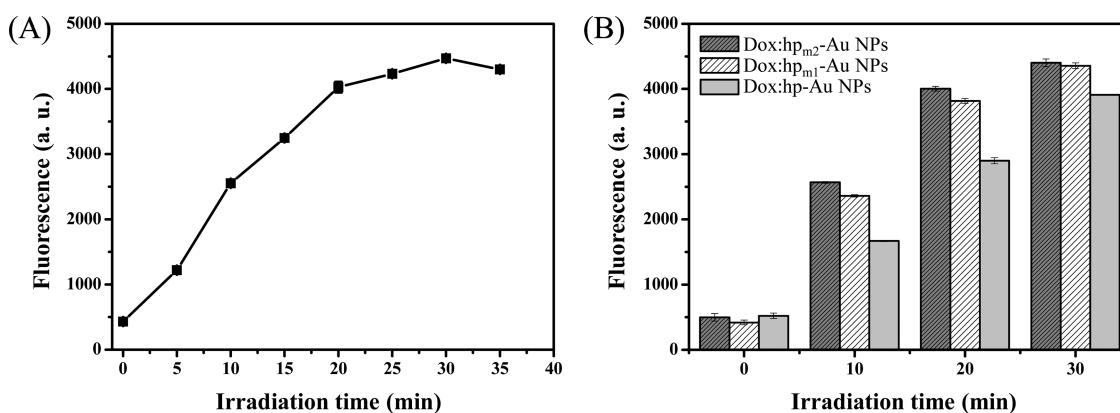 (A)
5000
4000
3000
2000
1000
0
Fluorescence (a. u.)
0 5 10 15 20 25 30 35 40
Irradiation time (min)
(B)
5000
4000
3000
2000
1000
0
Fluorescence (a. u.)
Dox:hpm2-Au NPs
Dox:hpm1-Au NPs
Dox:hp-Au NPs
0 10 20 30
Irradiation time (min)